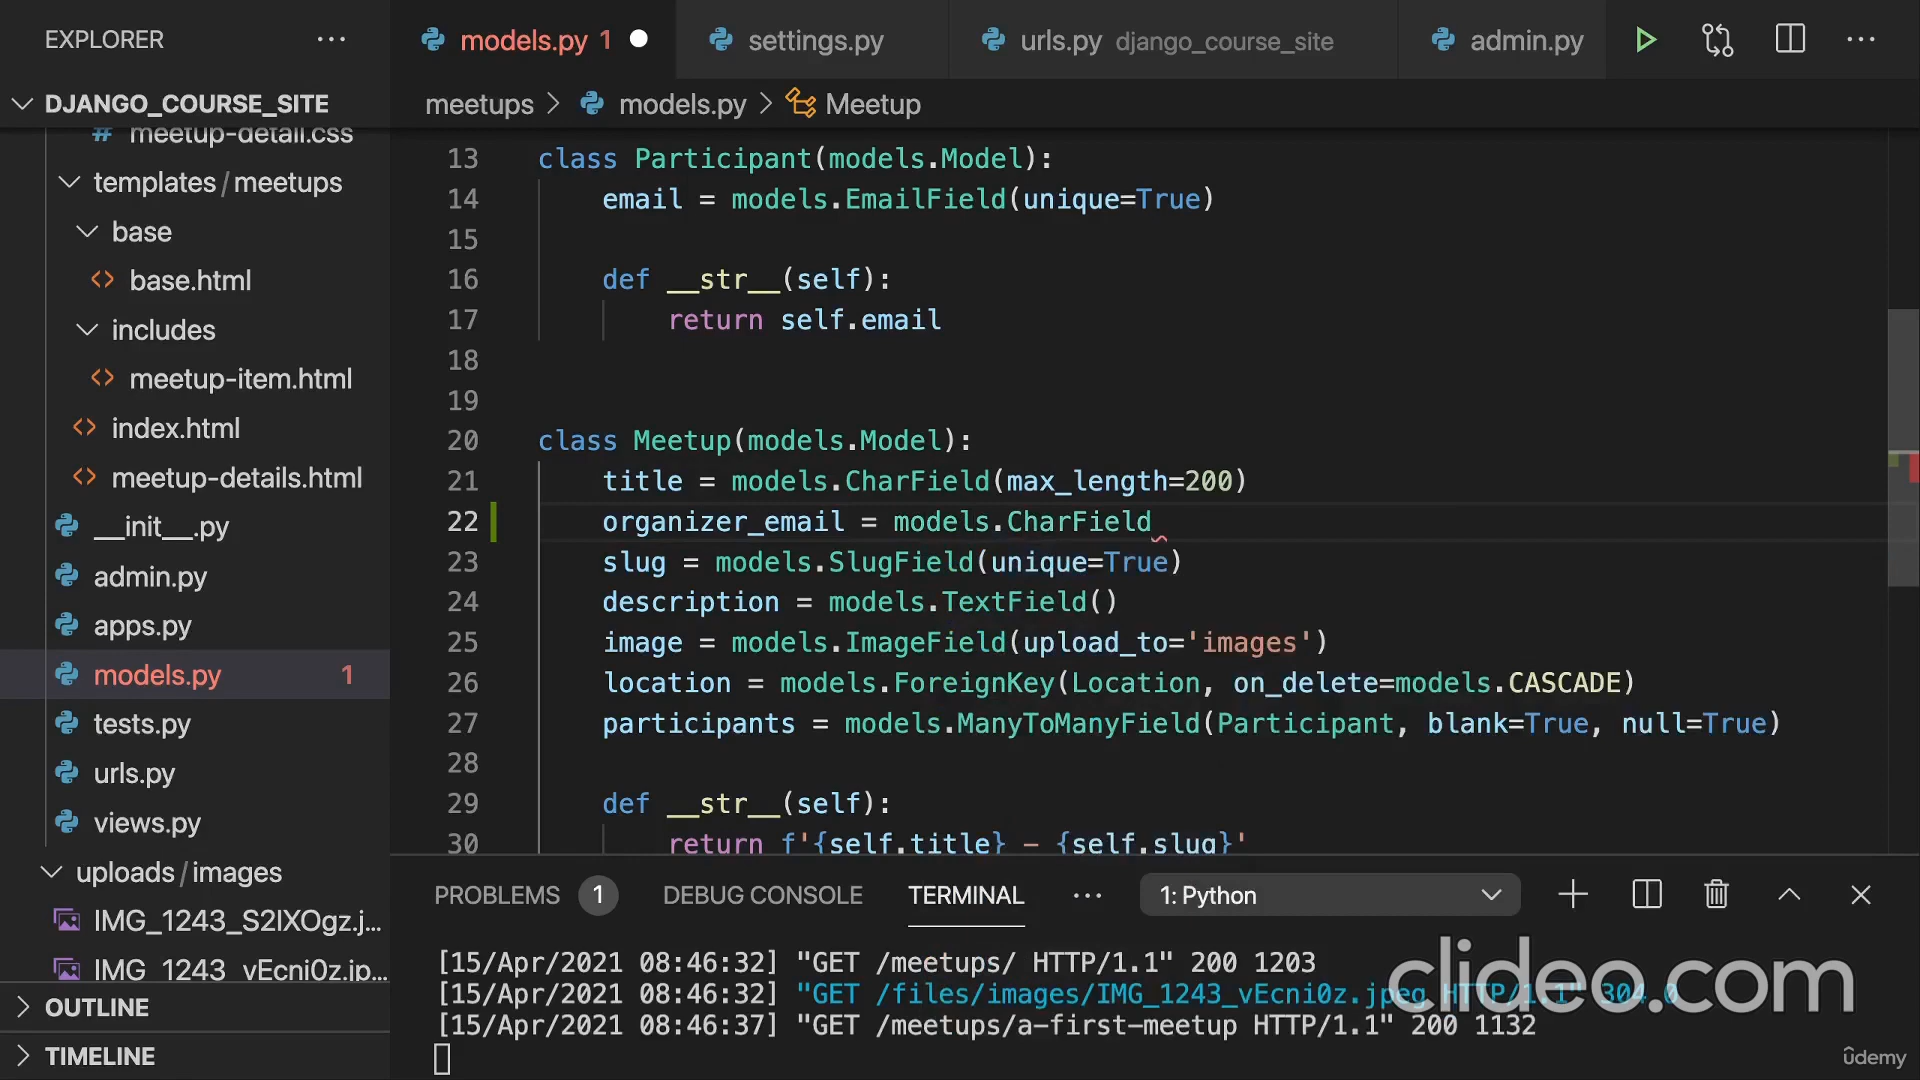 EXPLORER
DJANGO_COURSE_SITE
meetup-detail.css
templates/meetups
base
base.html
includes
meetup-item.html
index.html
meetup-details.html
__init__.py
admin.py
apps.py
models.py 1
tests.py
urls.py
views.py
uploads/images
IMG_1243_S2lXOgz.j...
IMG_1243_vEcni0z.jp...
OUTLINE
TIMELINE
models.py 1
settings.py
urls.py django_course_site
admin.py
meetups > models.py > Meetup
13 class Participant(models.Model):
14 email = models.EmailField(unique=True)
15
16 def __str__(self):
17 return self.email
18
19
20 class Meetup(models.Model):
21 title = models.CharField(max_length=200)
22 organizer_email = models.CharField
23 slug = models.SlugField(unique=True)
24 description = models.TextField()
25 image = models.ImageField(upload_to='images')
26 location = models.ForeignKey(Location, on_delete=models.CASCADE)
27 participants = models.ManyToManyField(Participant, blank=True, null=True)
28
29 def __str__(self):
30 return f'{self.title} - {self.slug}'
PROBLEMS 1 DEBUG CONSOLE TERMINAL 1: Python
[15/Apr/2021 08:46:32] "GET /meetups/ HTTP/1.1" 200 1203
[15/Apr/2021 08:46:32] "GET /files/images/IMG_1243_vEcni0z.jpeg HTTP/1.1" 304 0
[15/Apr/2021 08:46:37] "GET /meetups/a-first-meetup HTTP/1.1" 200 1132
clideo.com
ûdemy